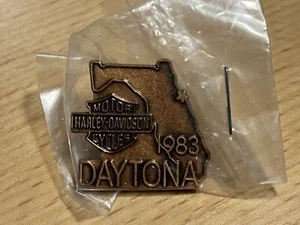 MOTOR
HARLEY-DAVIDSON
CYCLES
1983
DAYTONA